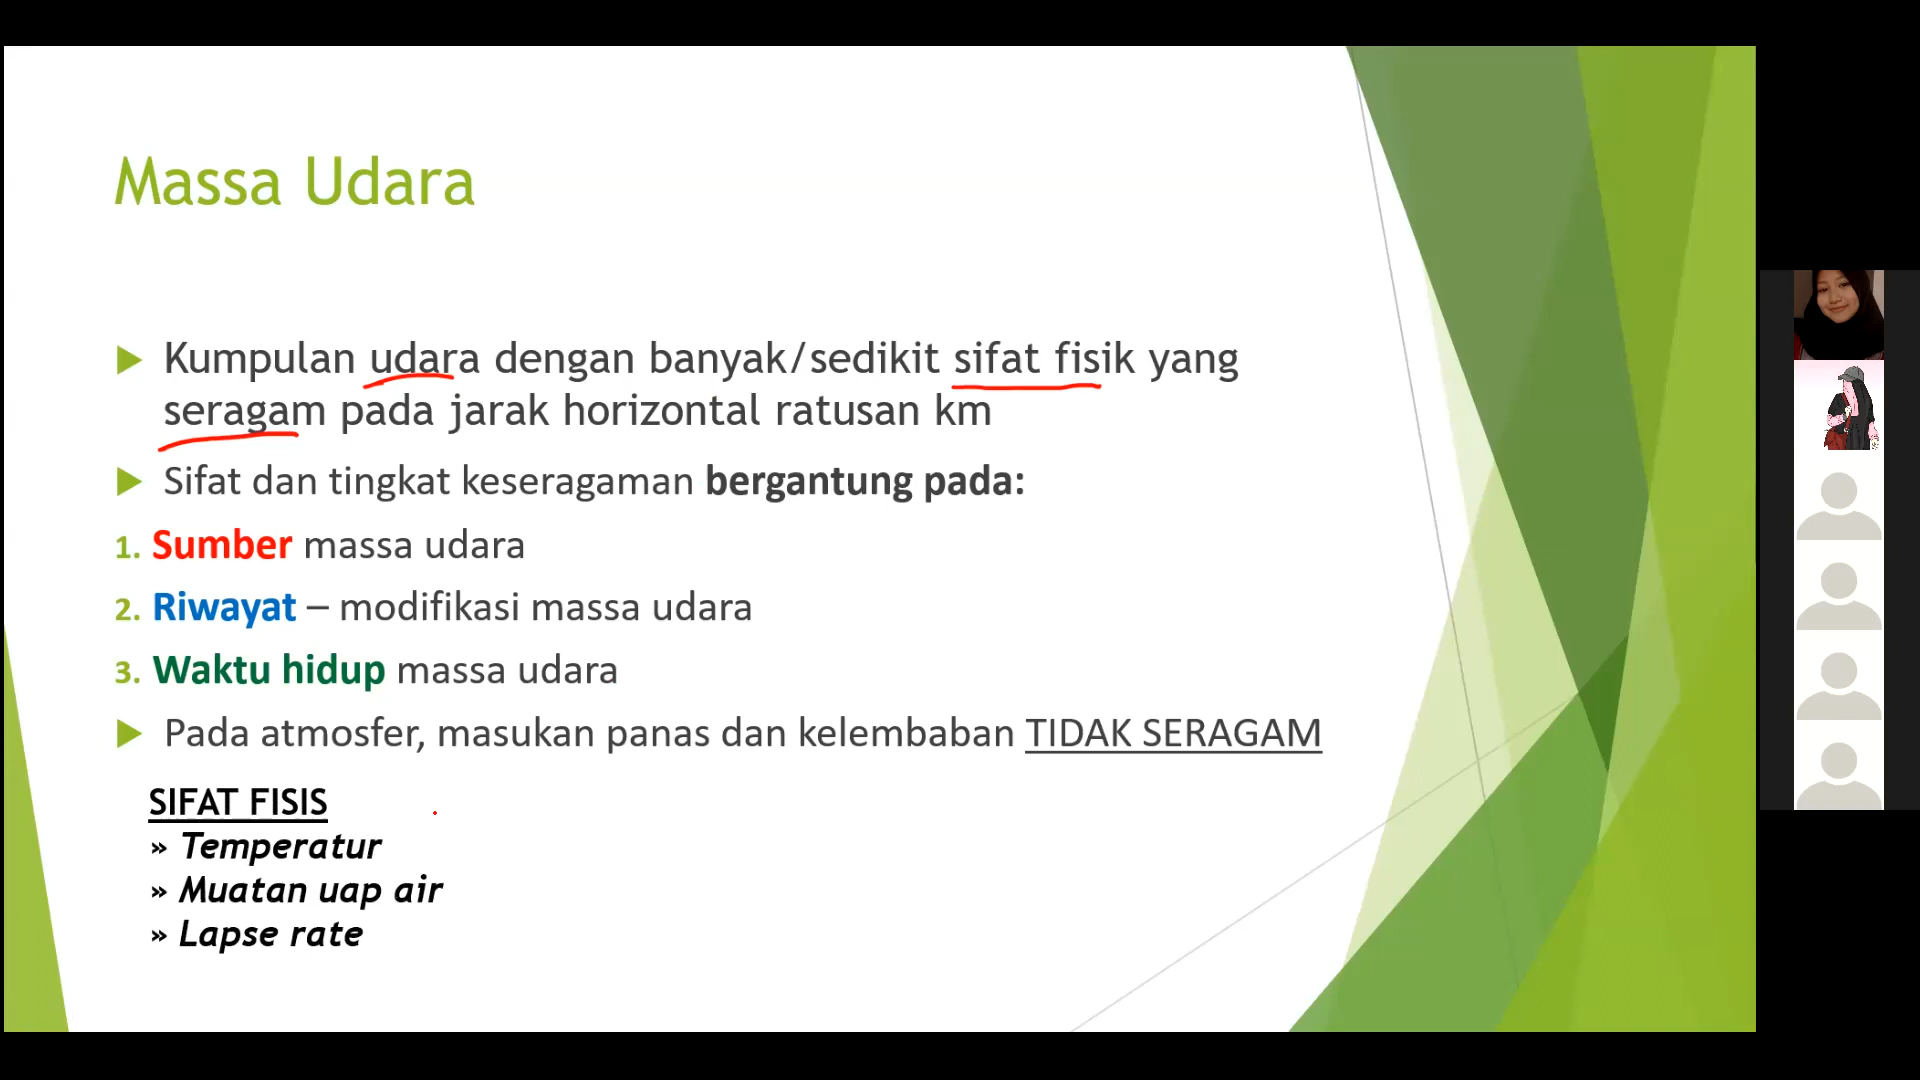 Massa Udara
Kumpulan udara dengan banyak/sedikit sifat fisik yang
seragam pada jarak horizontal ratusan km
Sifat dan tingkat keseragaman bergantung pada:
1. Sumber massa udara
2. Riwayat – modifikasi massa udara
3. Waktu hidup massa udara
Pada atmosfer, masukan panas dan kelembaban TIDAK SERAGAM
SIFAT FISIS
» Temperatur
» Muatan uap air
» Lapse rate